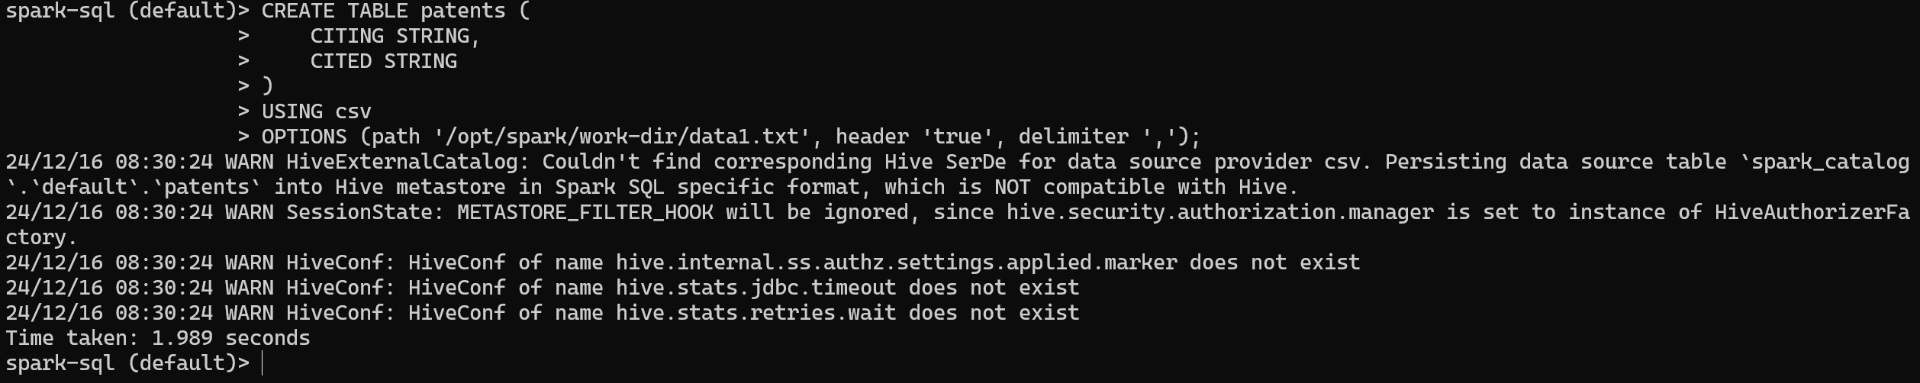 spark-sql (default)> CREATE TABLE patents (
                   >     CITING STRING,
                   >     CITED STRING
                   > )
                   > USING csv
                   > OPTIONS (path '/opt/spark/work-dir/data1.txt', header 'true', delimiter ',');
24/12/16 08:30:24 WARN HiveExternalCatalog: Couldn't find corresponding Hive SerDe for data source provider csv. Persisting data source table `spark_catalog
`.`default`.`patents` into Hive metastore in Spark SQL specific format, which is NOT compatible with Hive.
24/12/16 08:30:24 WARN SessionState: METASTORE_FILTER_HOOK will be ignored, since hive.security.authorization.manager is set to instance of HiveAuthorizerFa
ctory.
24/12/16 08:30:24 WARN HiveConf: HiveConf of name hive.internal.ss.authz.settings.applied.marker does not exist
24/12/16 08:30:24 WARN HiveConf: HiveConf of name hive.stats.jdbc.timeout does not exist
24/12/16 08:30:24 WARN HiveConf: HiveConf of name hive.stats.retries.wait does not exist
Time taken: 1.989 seconds
spark-sql (default)>